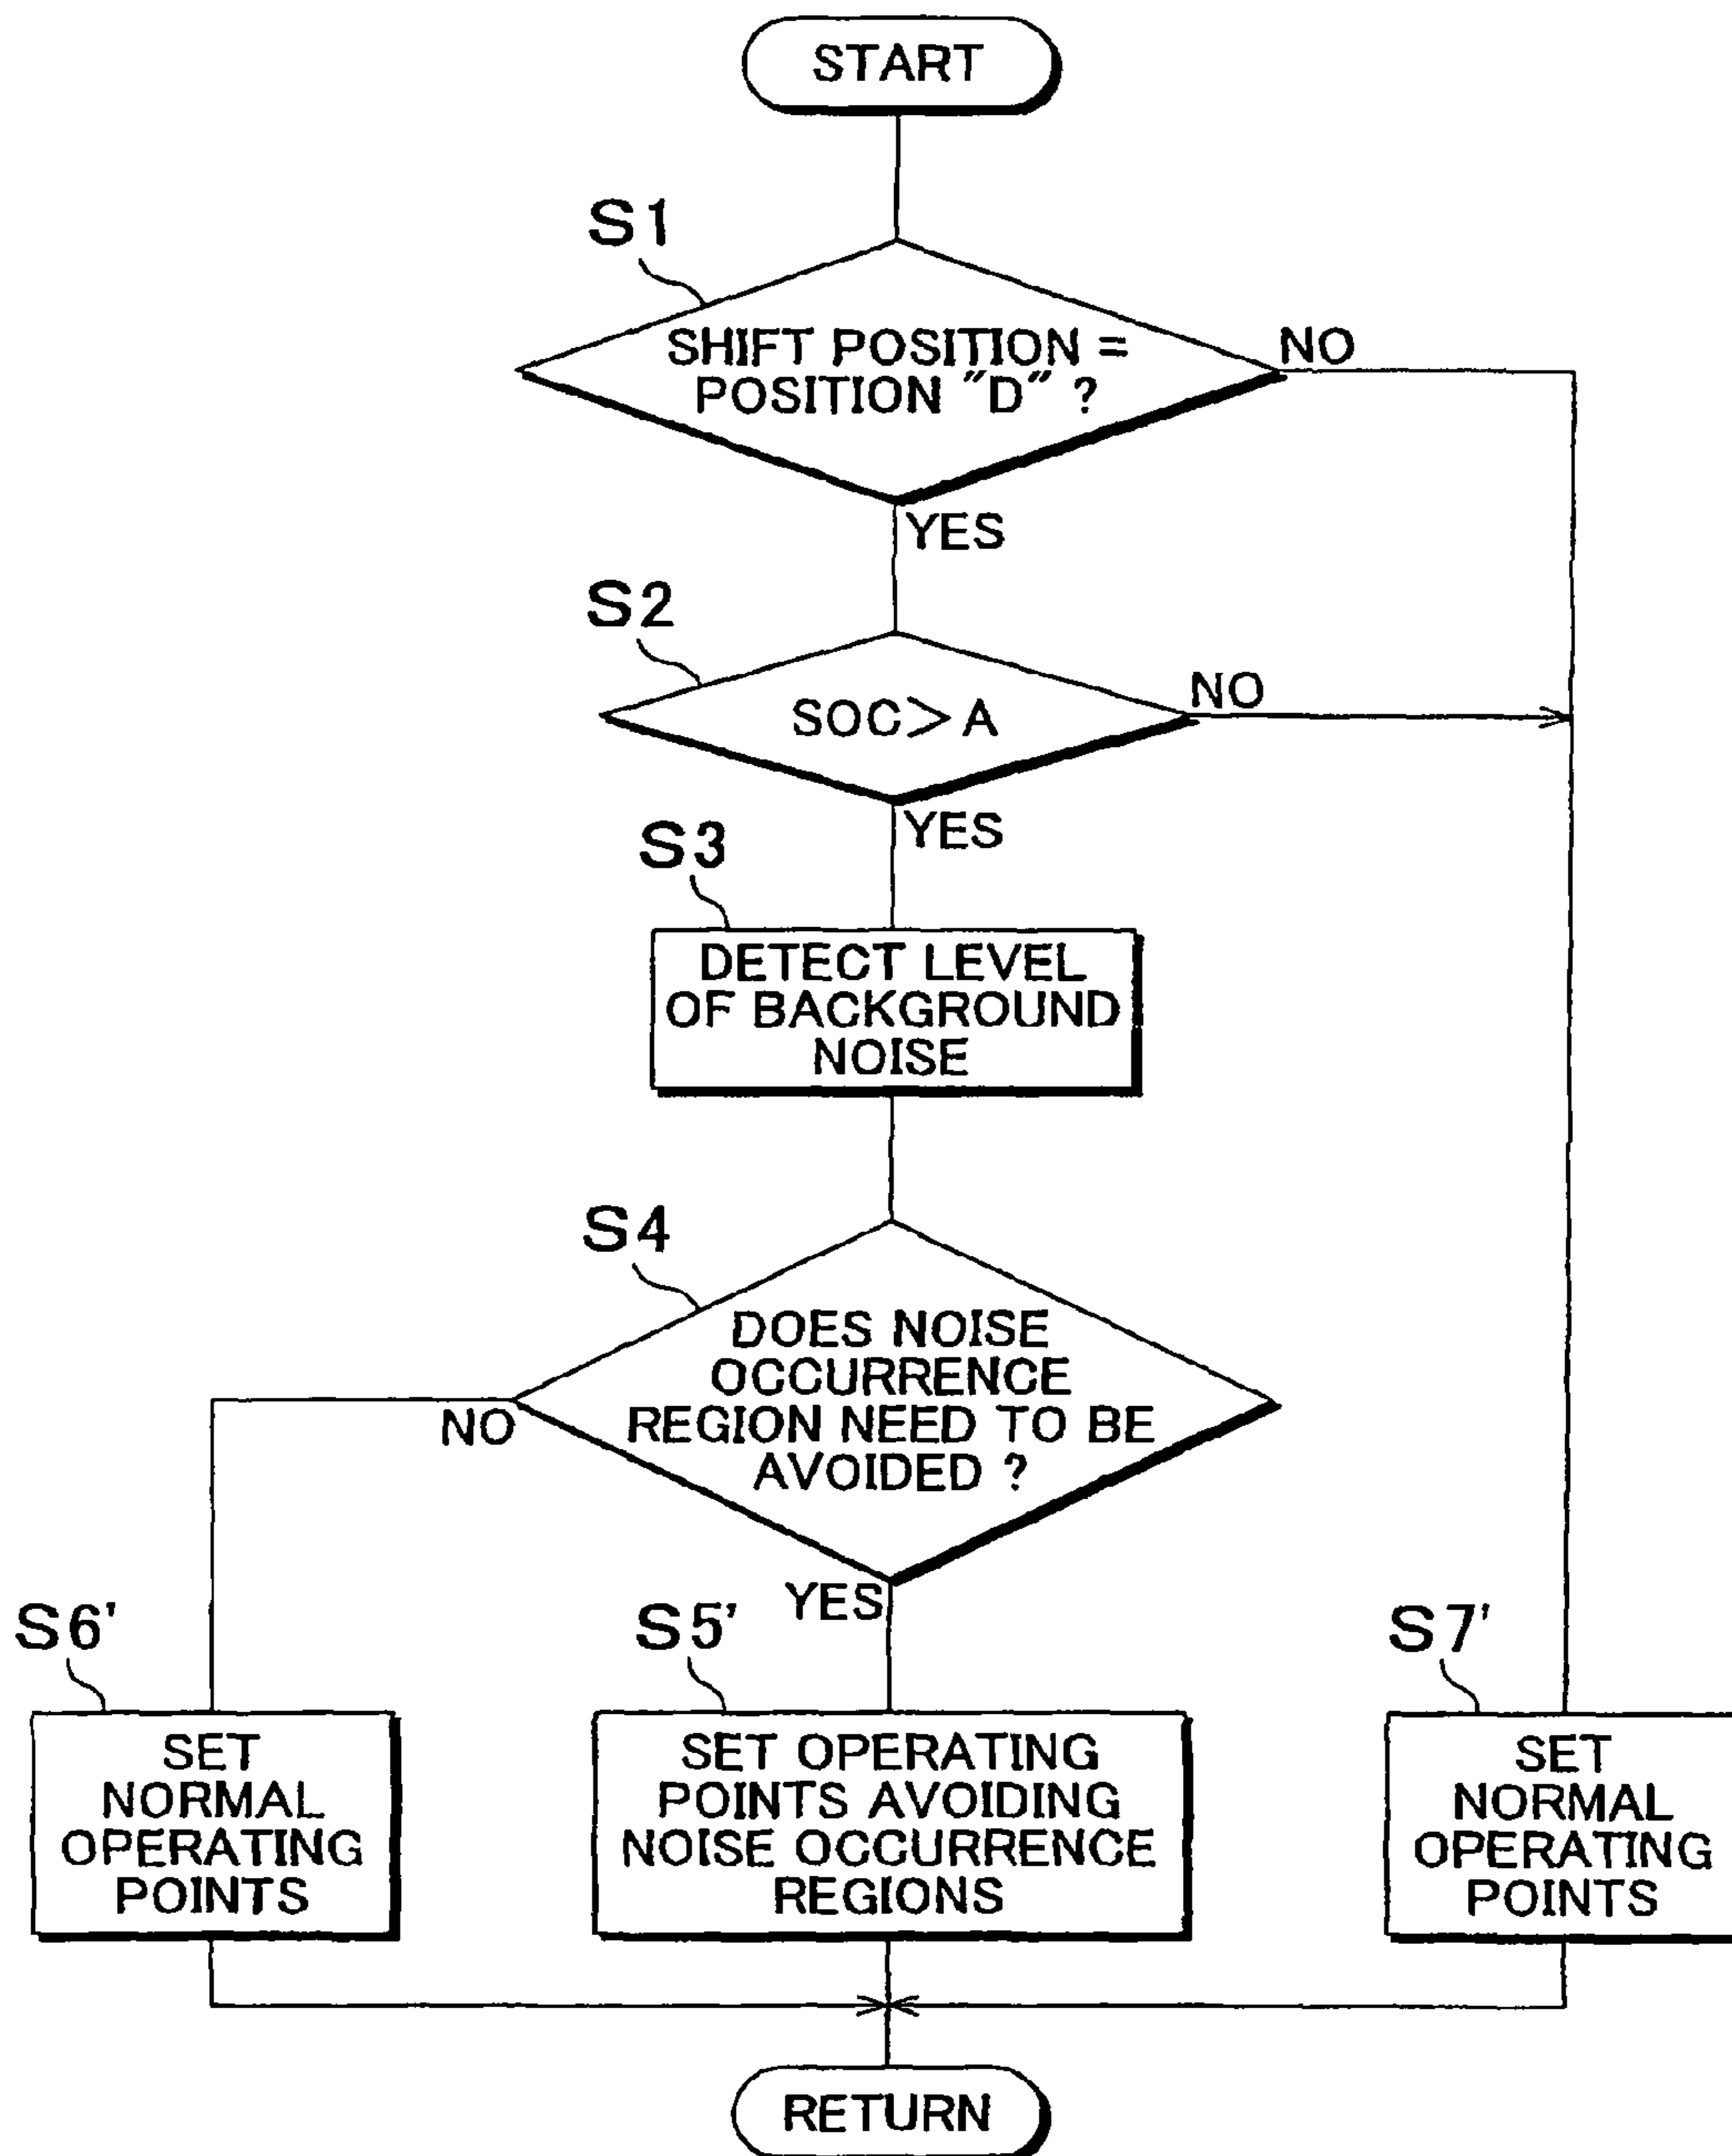 START
S1
SHIFT POSITION =
POSITION "D" ?
NO
YES
S2
SOC>A
NO
YES
S3
DETECT LEVEL
OF BACKGROUND
NOISE
S4
DOES NOISE
OCCURRENCE
REGION NEED TO BE
AVOIDED ?
NO
YES
S6'
SET
NORMAL
OPERATING
POINTS
S5'
SET OPERATING
POINTS AVOIDING
NOISE OCCURRENCE
REGIONS
S7'
SET
NORMAL
OPERATING
POINTS
RETURN